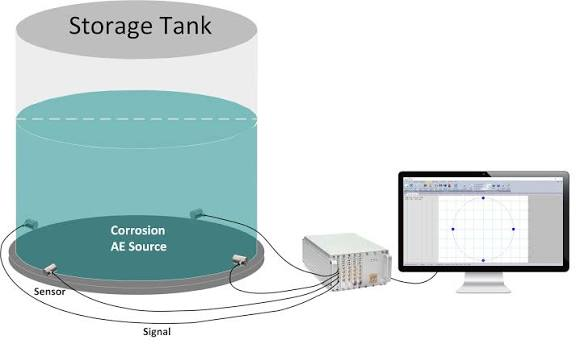 Storage Tank
Corrosion
AE Source
Sensor
Signal